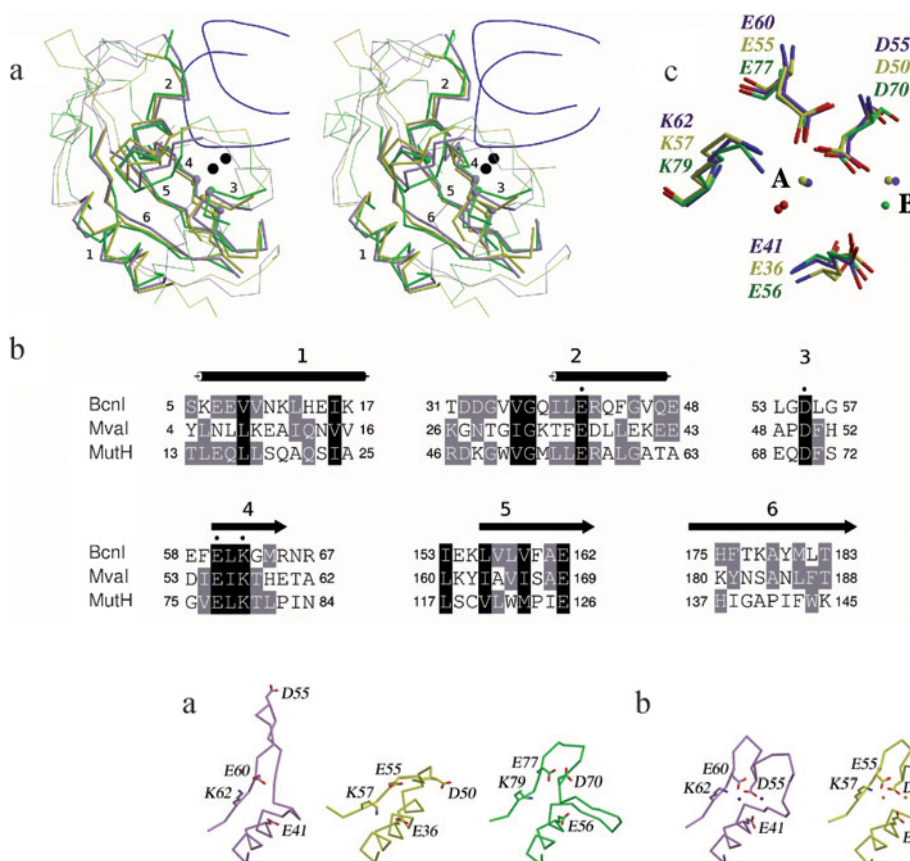 a
2
4
3
5
6
1
2
4
3
5
6
1
c
E60
E55
E77
D55
D50
D70
K62
K57
K79
A
B
E41
E36
E56
b
1 2 3
BcnI 5 SKEEVVNKLHEIK 17 31 TDDGVVGQILERQFGVQE 48 53 LGDLG 57
MvaI 4 YLNLLKEAIQNVV 16 26 KGNTGIGKTFEDLLEKEE 43 48 APDFH 52
MutH 13 TLEQLLSQAQSIA 25 46 RDKGWVGMLLERALGATA 63 68 EQDFS 72
4 5 6
BcnI 58 EFELKGMRNR 67 153 IEKLVLVFAE 162 175 HFTKAYMLT 183
MvaI 53 DIEIKTHETA 62 160 LKYIAVISAE 169 180 KYNSANLFT 188
MutH 75 GVELKTLPIN 84 117 LSCVLWMPIE 126 137 HIGAPIFWK 145
a
D55
E60
K62
E41
E55
K57
D50
E36
E77
K79
D70
E56
b
E60
K62
D55
E41
E55
K57
D
E